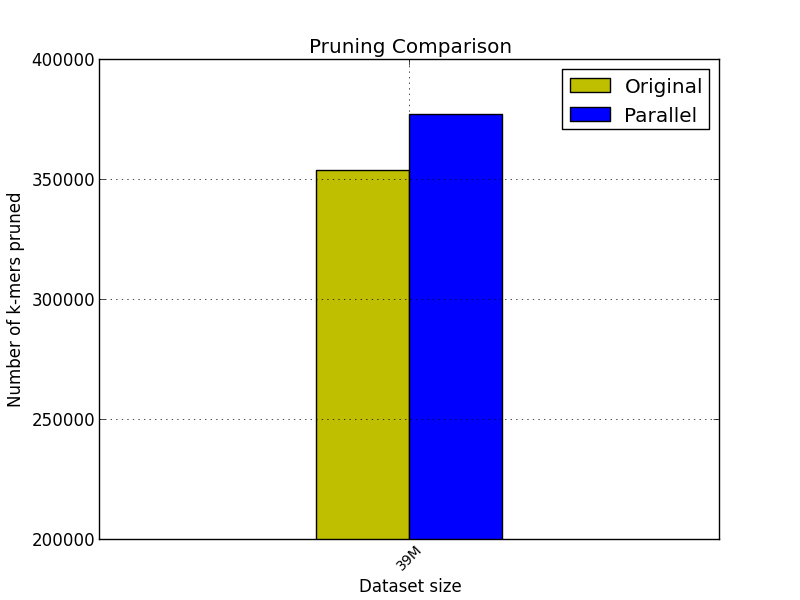 Pruning Comparison
400000
350000
300000
250000
200000
Number of k-mers pruned
Original
Parallel
39M
Dataset size